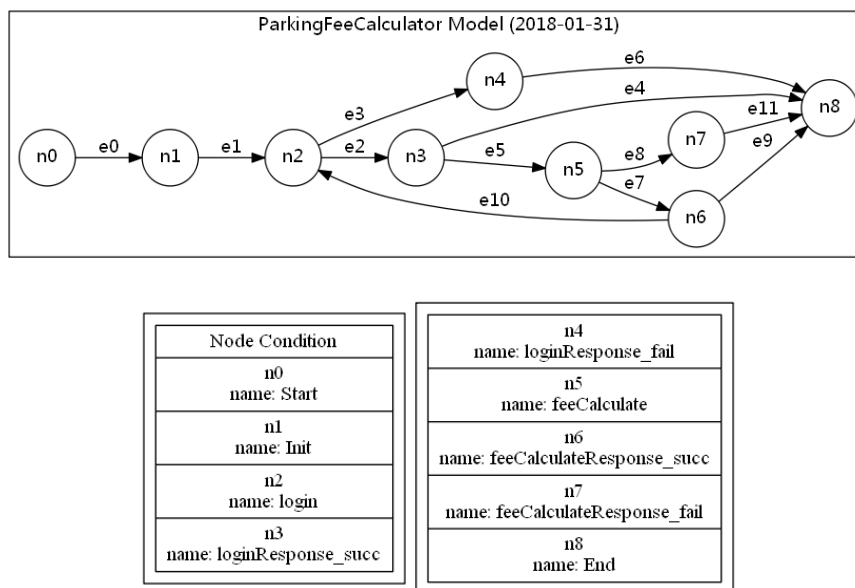 ParkingFeeCalculator Model (2018-01-31)
n4
e6
e4
n8
e3
e11
n7
n0
e0
n1
e1
n2
e2
n3
e5
n5
e8
e9
e7
e10
n6
Node Condition
n0
name: Start
n1
name: Init
n2
name: login
n3
name: loginResponse_succ
n4
name: loginResponse_fail
n5
name: feeCalculate
n6
name: feeCalculateResponse_succ
n7
name: feeCalculateResponse_fail
n8
name: End